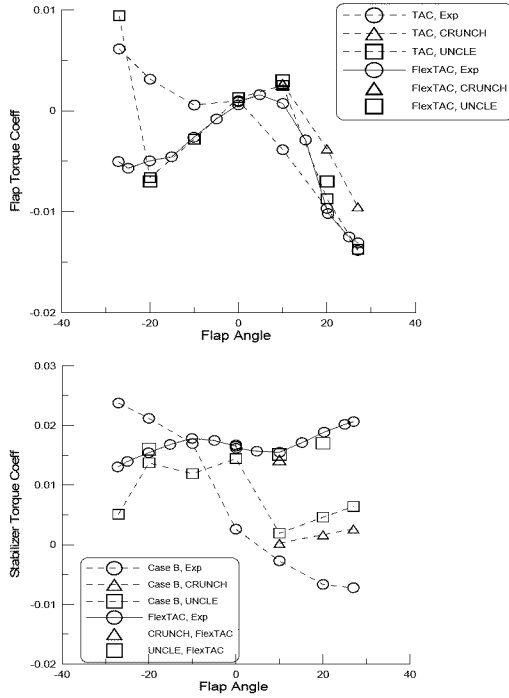 0.01
0
-0.01
-0.02
-40
-20
0
20
40
Flap Torque Coeff
Flap Angle
TAC, Exp
TAC, CRUNCH
TAC, UNCLE
FlexTAC, Exp
FlexTAC, CRUNCH
FlexTAC, UNCLE
0.03
0.02
0.01
0
-0.01
-0.02
-40
-20
0
20
40
Stabilizer Torque Coeff
Flap Angle
Case B, Exp
Case B, CRUNCH
Case B, UNCLE
FlexTAC, Exp
CRUNCH, FlexTAC
UNCLE, FlexTAC